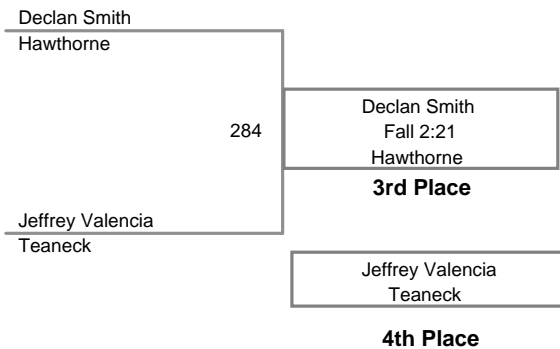 Declan Smith
Hawthorne
284
Declan Smith
Fall 2:21
Hawthorne
3rd Place
Jeffrey Valencia
Teaneck
Jeffrey Valencia
Teaneck
4th Place